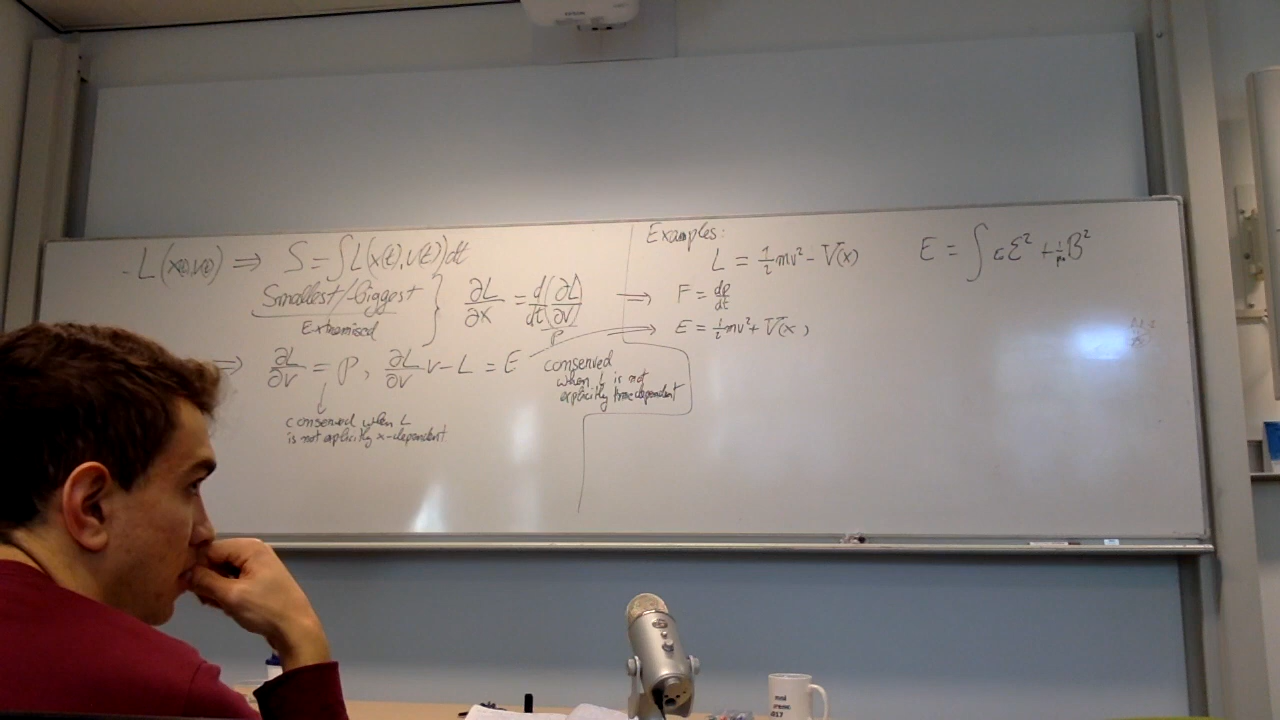 L(x(t),v(t)) ⇒ S = ∫L(x(t),v(t))dt
Smallest/Biggest
Extremised
∂L/∂x = d/dt(∂L/∂v)
P
⇒ ∂L/∂v = P, ∂L/∂v v - L = E
conserved when L
is not explicitly x-dependent
conserved
when L is not
explicitly time dependent
Examples:
L = ½mv² - V(x)
⇒ F = dp/dt
E = ½mv² + V(x)
E = ∫ εE² + 1/μ₀ B²